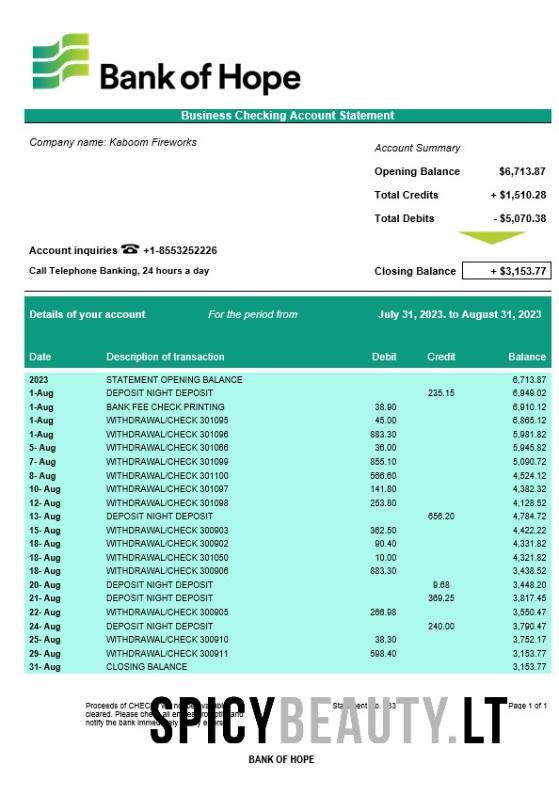 Bank of Hope
Business Checking Account Statement
Company name: Kaboom Fireworks
Account Summary
Opening Balance $6,713.87
Total Credits + $1,510.28
Total Debits - $5,070.38
Account inquiries ☎ +1-8553252226
Call Telephone Banking, 24 hours a day
Closing Balance + $3,153.77
Details of your account For the period from July 31, 2023. to August 31, 2023
Date Description of transaction Debit Credit Balance
2023 STATEMENT OPENING BALANCE 6,713.87
1-Aug DEPOSIT NIGHT DEPOSIT 235.15 6,949.02
1-Aug BANK FEE CHECK PRINTING 38.90 6,910.12
1-Aug WITHDRAWAL/CHECK 301095 45.00 6,865.12
1-Aug WITHDRAWAL/CHECK 301096 883.30 5,981.82
5- Aug WITHDRAWAL/CHECK 301066 36.00 5,945.82
7- Aug WITHDRAWAL/CHECK 301099 855.10 5,090.72
8- Aug WITHDRAWAL/CHECK 301100 566.60 4,524.12
10- Aug WITHDRAWAL/CHECK 301097 141.80 4,382.32
12- Aug WITHDRAWAL/CHECK 301098 253.80 4,128.52
13- Aug DEPOSIT NIGHT DEPOSIT 656.20 4,784.72
15- Aug WITHDRAWAL/CHECK 300903 362.50 4,422.22
18- Aug WITHDRAWAL/CHECK 300902 90.40 4,331.82
18- Aug WITHDRAWAL/CHECK 301050 10.00 4,321.82
18- Aug WITHDRAWAL/CHECK 300906 883.30 3,438.52
20- Aug DEPOSIT NIGHT DEPOSIT 9.68 3,448.20
21- Aug DEPOSIT NIGHT DEPOSIT 369.25 3,817.45
22- Aug WITHDRAWAL/CHECK 300905 266.98 3,550.47
24- Aug DEPOSIT NIGHT DEPOSIT 240.00 3,790.47
25- Aug WITHDRAWAL/CHECK 300910 38.30 3,752.17
29- Aug WITHDRAWAL/CHECK 300911 598.40 3,153.77
31- Aug CLOSING BALANCE 3,153.77
Proceeds of Page 1 of 1
cleared. Please
notify the bank
SPICYBEAUTY.LT
BANK OF HOPE